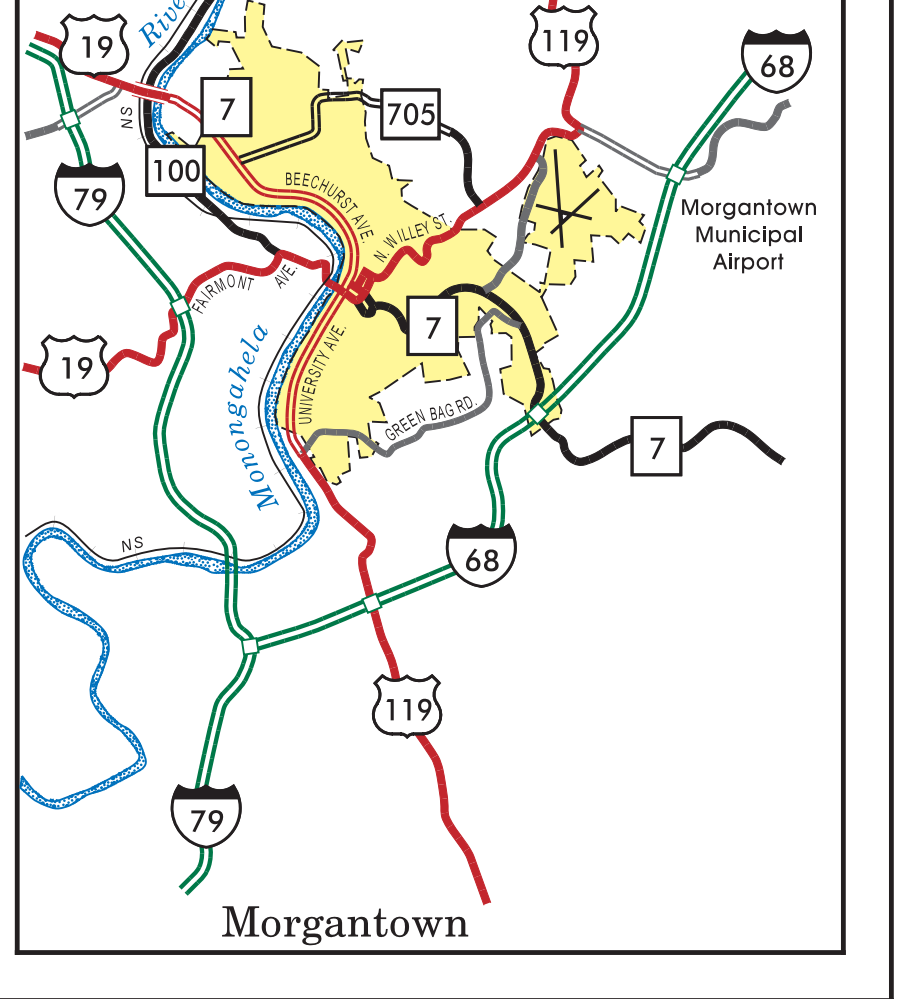 19
Rive
119
68
NS
7
705
100
79
BEECHURST AVE.
N. WILLEY ST.
Morgantown
Municipal
Airport
FAIRMONT AVE.
7
19
Monongahela
UNIVERSITY AVE.
GREEN BAG RD.
7
NS
68
119
79
Morgantown